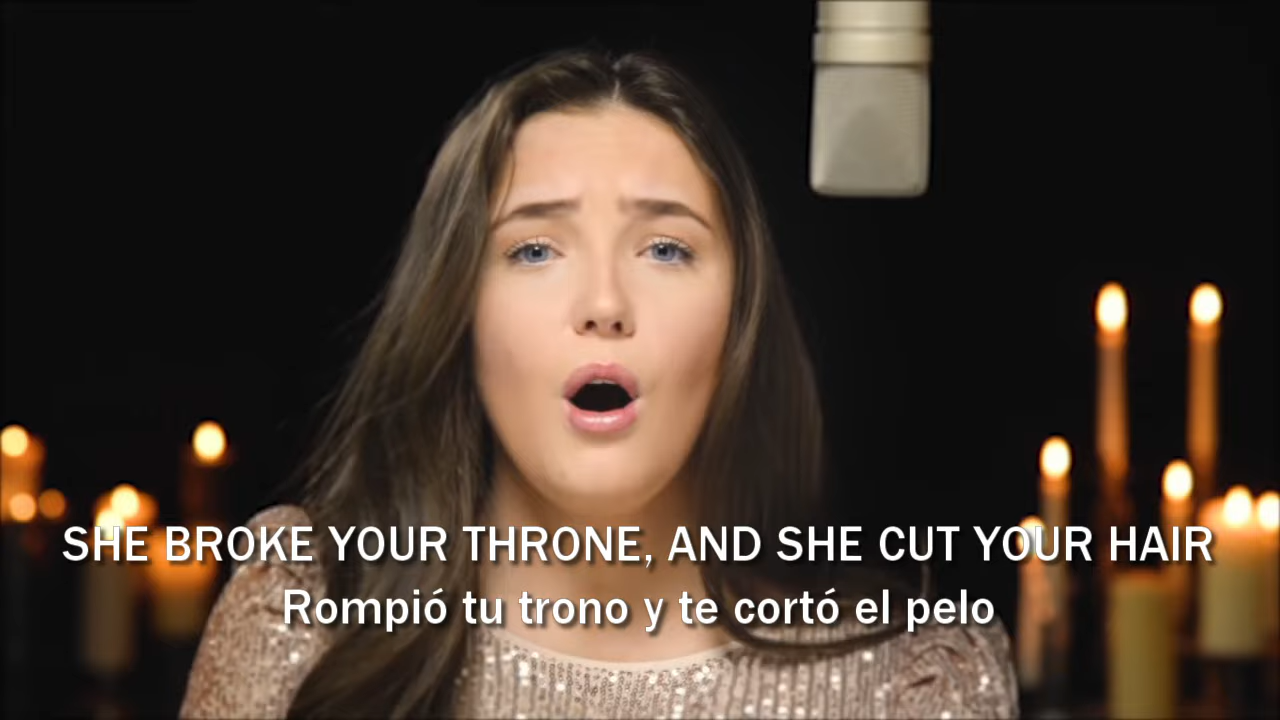 SHE BROKE YOUR THRONE, AND SHE CUT YOUR HAIR
Rompió tu trono y te cortó el pelo